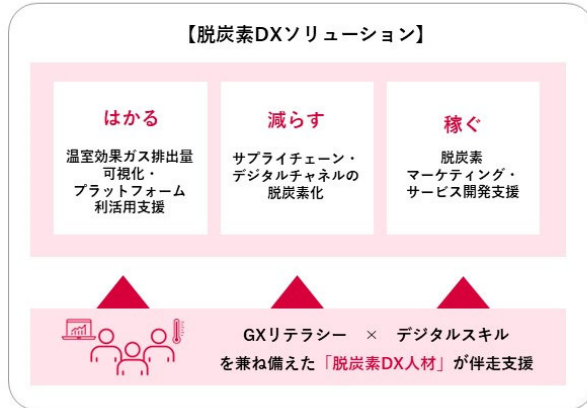 【脱炭素DXソリューション】
はかる
温室効果ガス排出量
可視化・
プラットフォーム
利活用支援
減らす
サプライチェーン・
デジタルチャネルの
脱炭素化
稼ぐ
脱炭素
マーケティング・
サービス開発支援
GXリテラシー × デジタルスキル
を兼ね備えた「脱炭素DX人材」が伴走支援